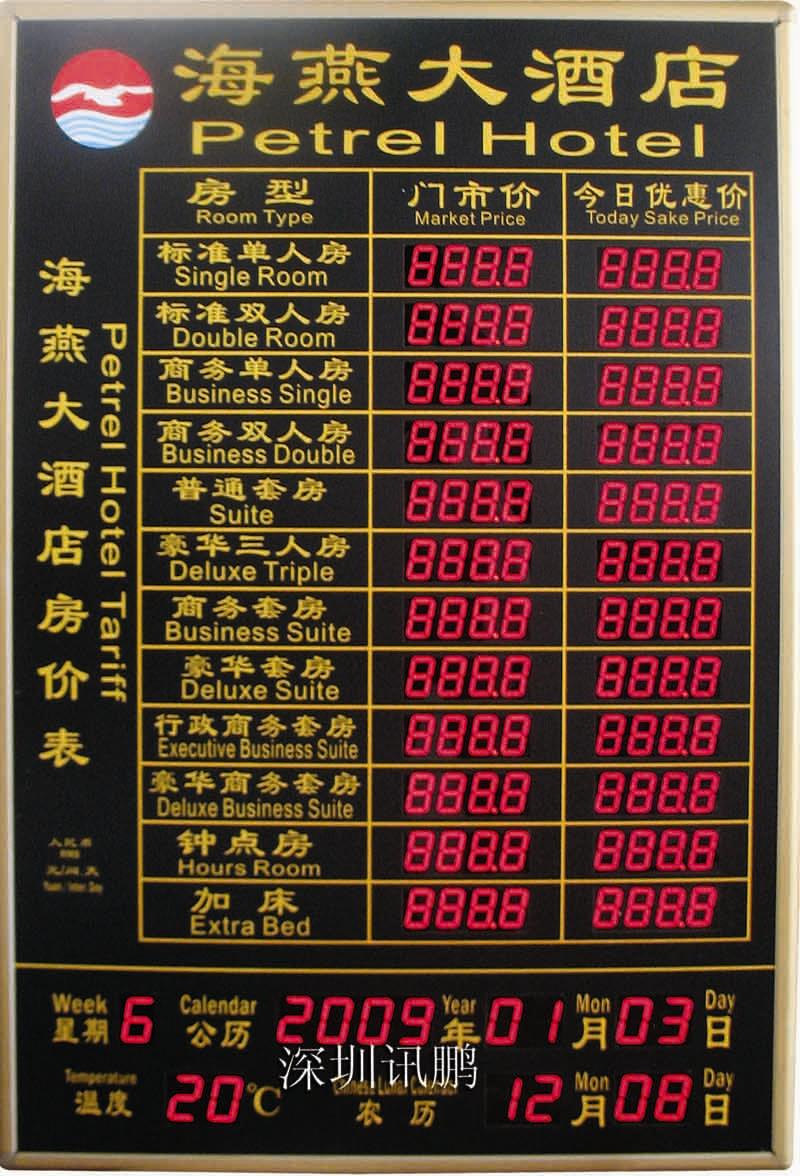 海燕大酒店
Petrel Hotel
海燕大酒店房价表
Petrel Hotel Tariff
房型 门市价 今日优惠价
Room Type Market Price Today Sake Price
标准单人房
Single Room 888.8 888.8
标准双人房
Double Room 888.8 888.8
商务单人房
Business Single 888.8 888.8
商务双人房
Business Double 888.8 888.8
普通套房
Suite 888.8 888.8
豪华三人房
Deluxe Triple 888.8 888.8
商务套房
Business Suite 888.8 888.8
豪华套房
Deluxe Suite 888.8 888.8
行政商务套房
Executive Business Suite 888.8 888.8
豪华商务套房
Deluxe Business Suite 888.8 888.8
钟点房
Hours Room 888.8 888.8
加床
Extra Bed 888.8 888.8
人民币
元/间.天
Week Calendar Year Mon Day
星期 6 公历 2009 年 01 月 03 日
深圳讯鹏
Temperature Mon Day
温度 20℃ 农历 12 月 08 日